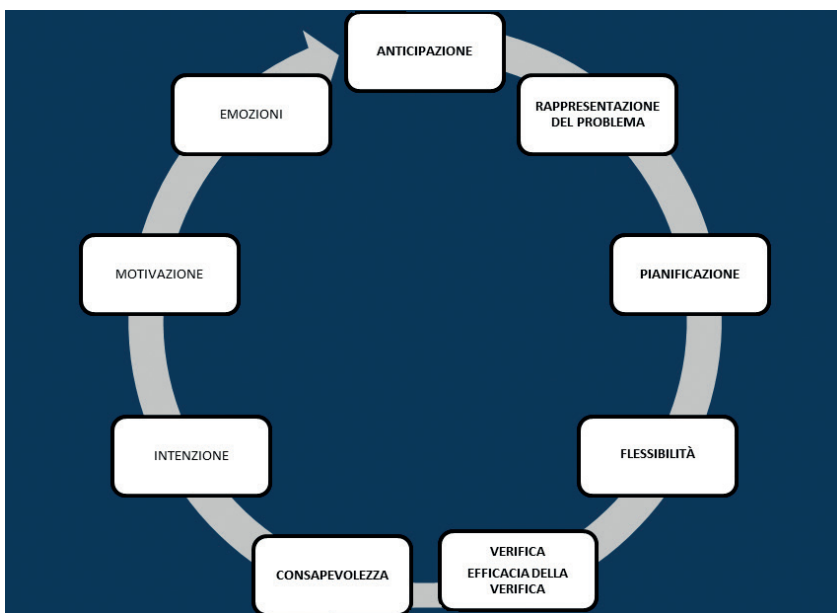 ANTICIPAZIONE
RAPPRESENTAZIONE
DEL PROBLEMA
PIANIFICAZIONE
FLESSIBILITÀ
VERIFICA
EFFICACIA DELLA
VERIFICA
CONSAPEVOLEZZA
INTENZIONE
MOTIVAZIONE
EMOZIONI